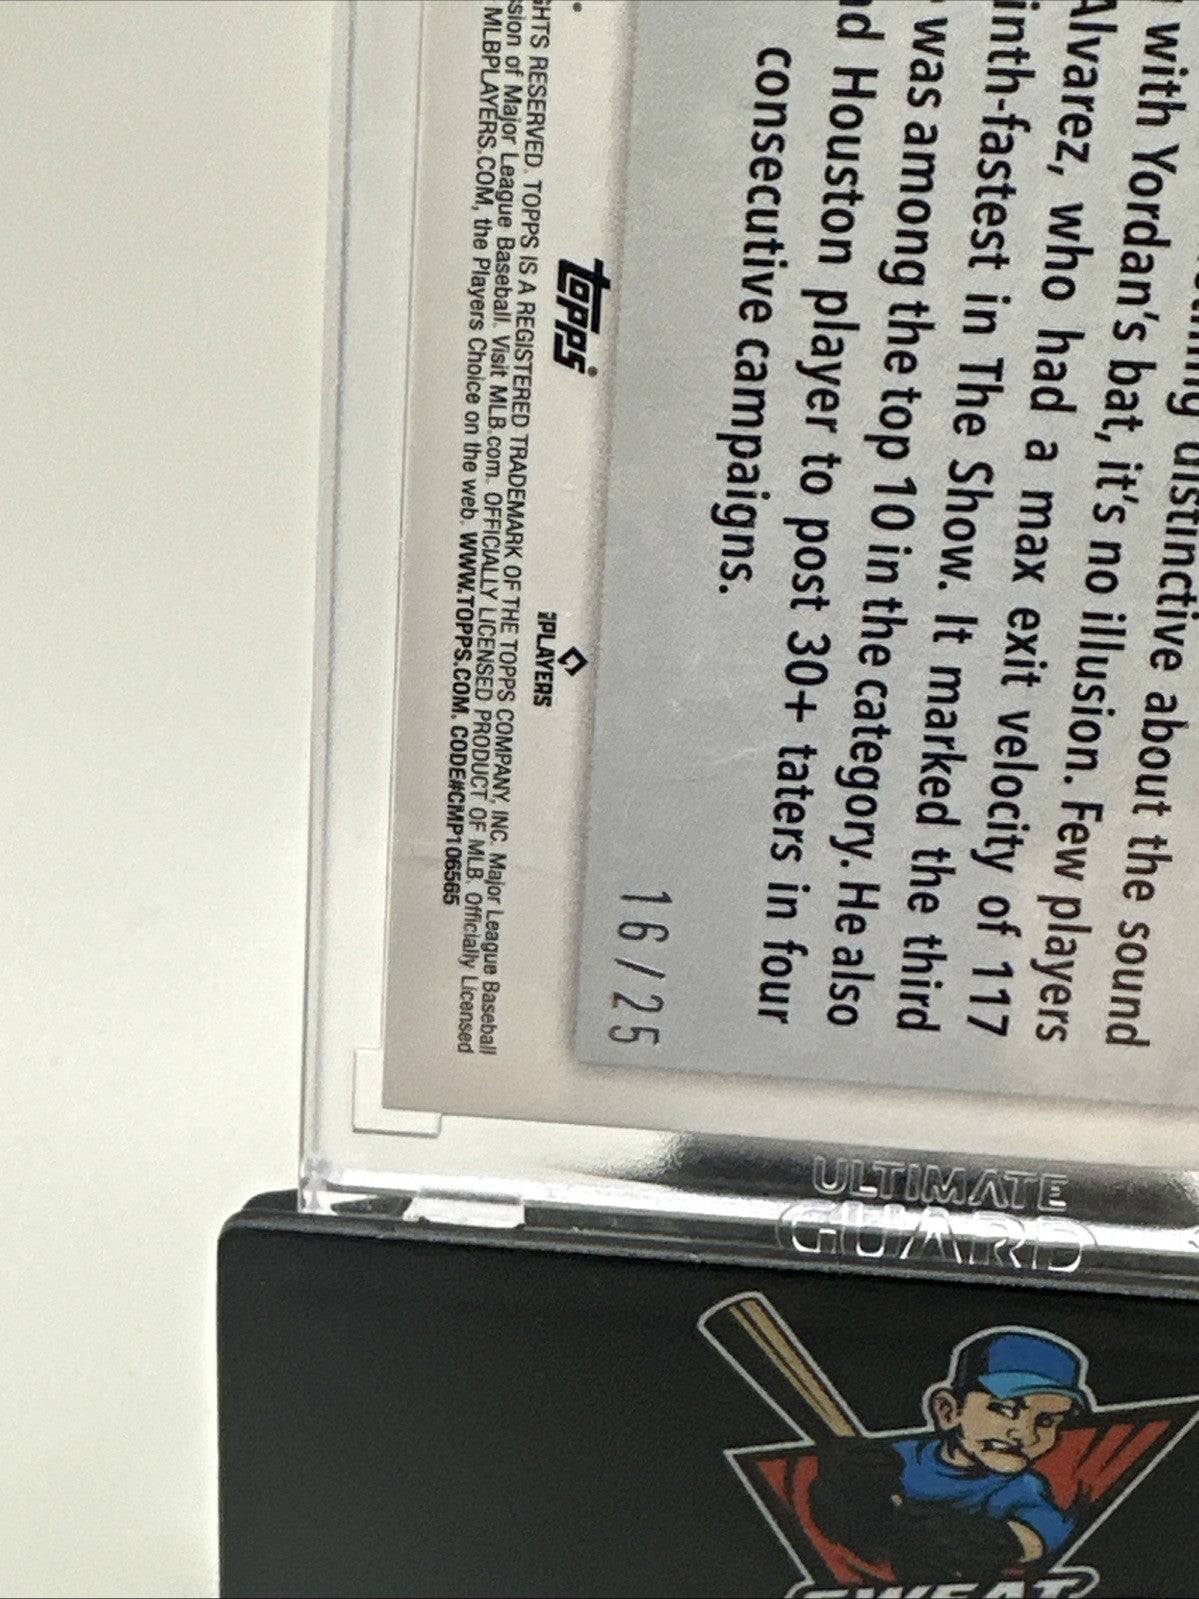 with Yordan's bat, it's no illusion. Few players
Alvarez, who had a max exit velocity of 117
in The Show. It marked the third
was among the top 10 in the category. He also
Houston player to post 30+ taters in four
consecutive campaigns.
distinctive about the sound
16/25
topps®
PLAYERS
RESERVED. TOPPS IS A REGISTERED TRADEMARK OF THE TOPPS COMPANY, INC. Major League Baseball
of Major League Baseball. Visit MLB.com. OFFICIALLY LICENSED PRODUCT OF MLB. Officially Licensed
MLBPLAYERS.COM, the Players Choice on the web. WWW.TOPPS.COM. CODE#CMP106565
ULTIMATE
GUARD
SWEAT